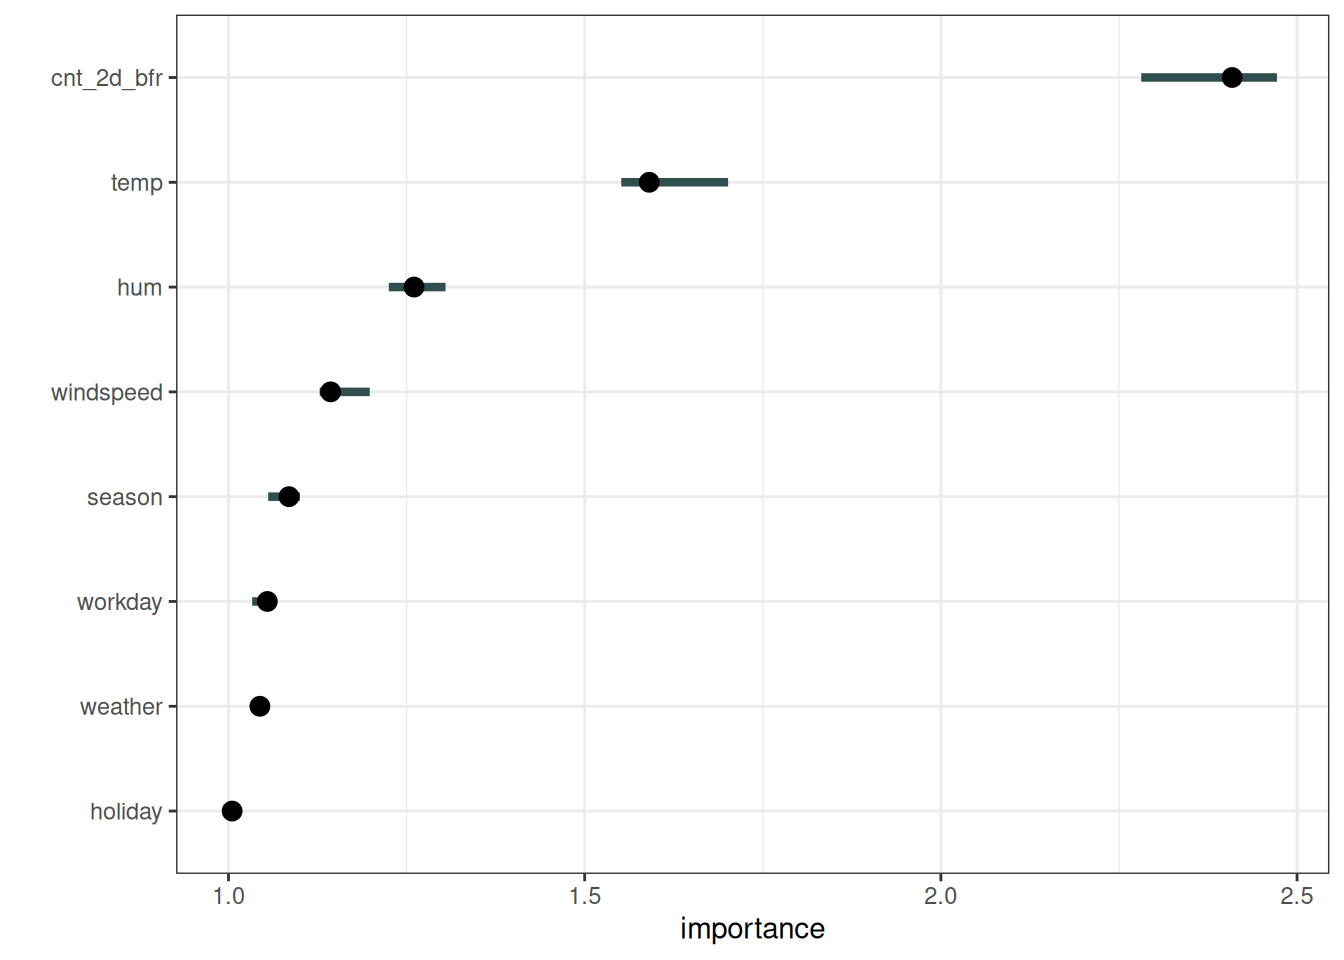 cnt_2d_bfr
temp
hum
windspeed
season
workday
weather
holiday
1.0 1.5 2.0 2.5
importance